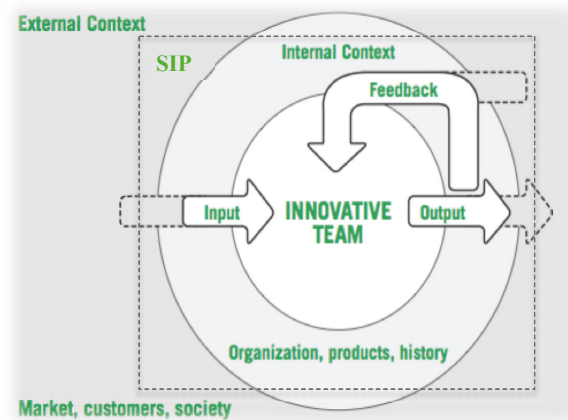 External Context
SIP
Internal Context
Feedback
Input
INNOVATIVE
TEAM
Output
Organization, products, history
Market, customers, society